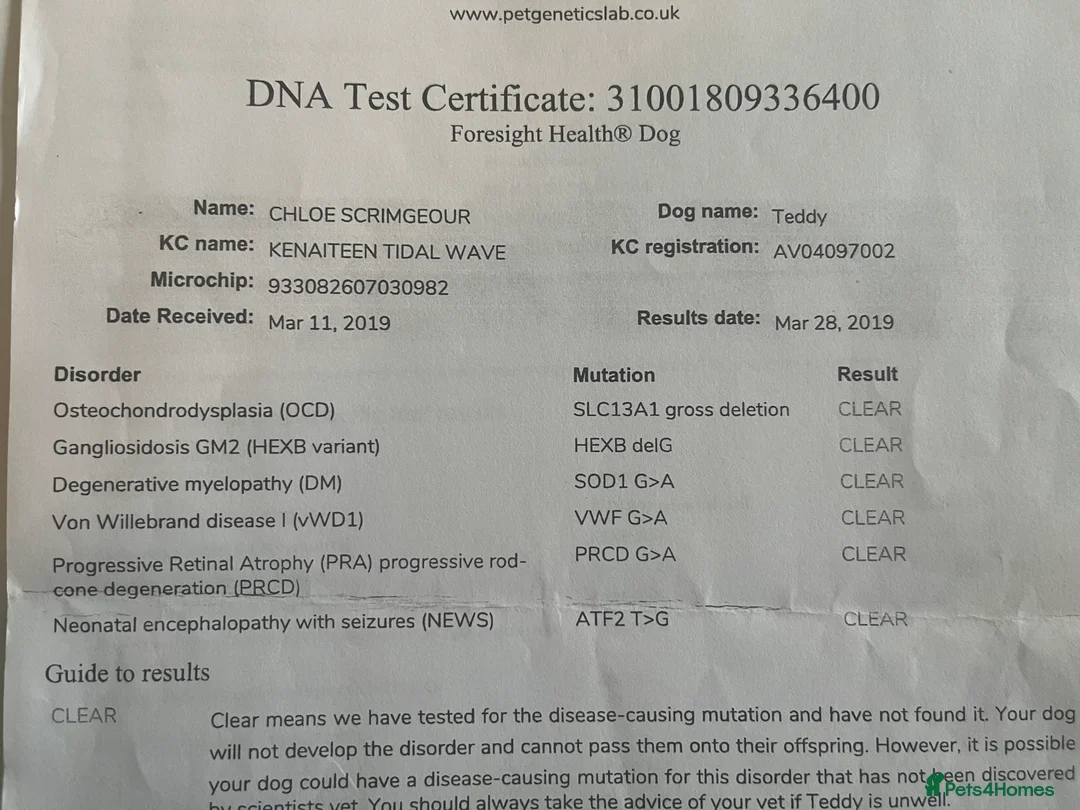 www.petgeneticslab.co.uk
DNA Test Certificate: 31001809336400
Foresight Health® Dog
Name: CHLOE SCRIMGEOUR Dog name: Teddy
KC name: KENAITEEN TIDAL WAVE KC registration: AV04097002
Microchip: 933082607030982
Date Received: Mar 11, 2019 Results date: Mar 28, 2019
Disorder Mutation Result
Osteochondrodysplasia (OCD) SLC13A1 gross deletion CLEAR
Gangliosidosis GM2 (HEXB variant) HEXB delG CLEAR
Degenerative myelopathy (DM) SOD1 G>A CLEAR
Von Willebrand disease I (vWD1) VWF G>A CLEAR
Progressive Retinal Atrophy (PRA) progressive rod- PRCD G>A CLEAR
cone degeneration (PRCD)
Neonatal encephalopathy with seizures (NEWS) ATF2 T>G CLEAR
Guide to results
CLEAR Clear means we have tested for the disease-causing mutation and have not found it. Your dog
will not develop the disorder and cannot pass them onto their offspring. However, it is possible
your dog could have a disease-causing mutation for this disorder that has not been discovered
by scientists yet. You should always take the advice of your vet if Teddy is unwell.
Pets4Homes